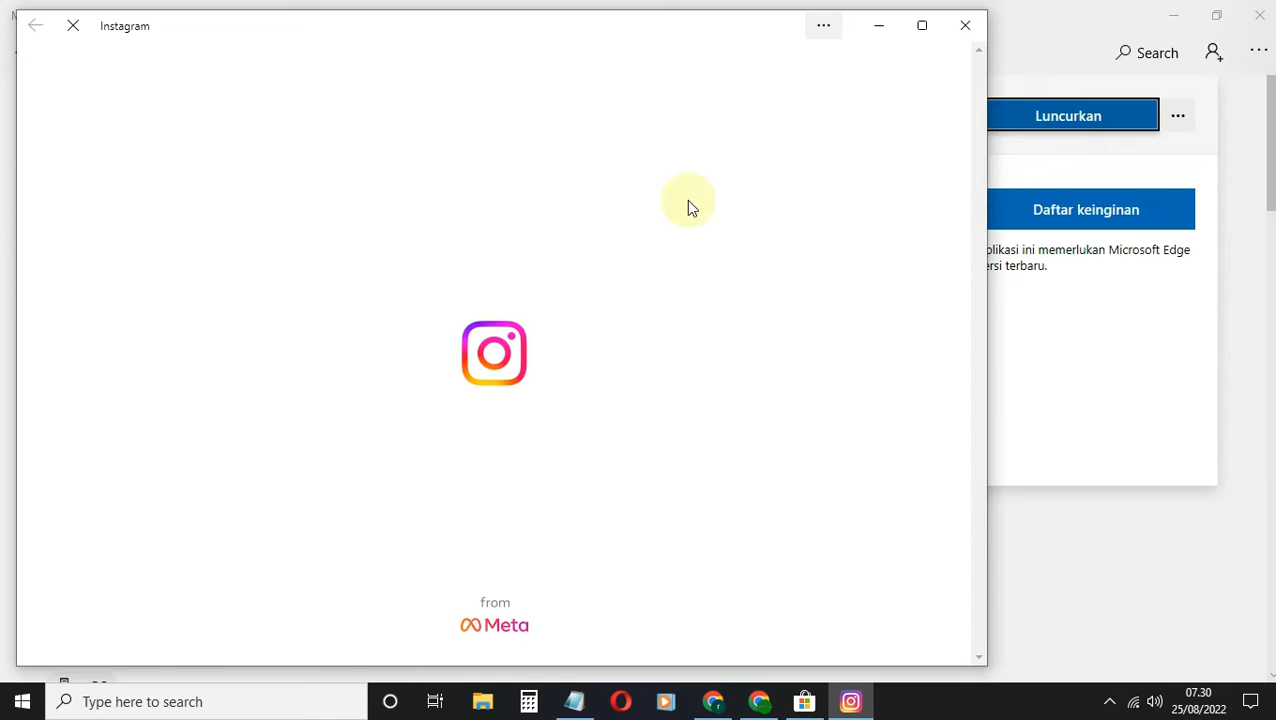 Instagram
Search
Luncurkan
Daftar keinginan
plikasi ini memerlukan Microsoft Edge
ersi terbaru.
from
Meta
Type here to search
07.30
25/08/2022